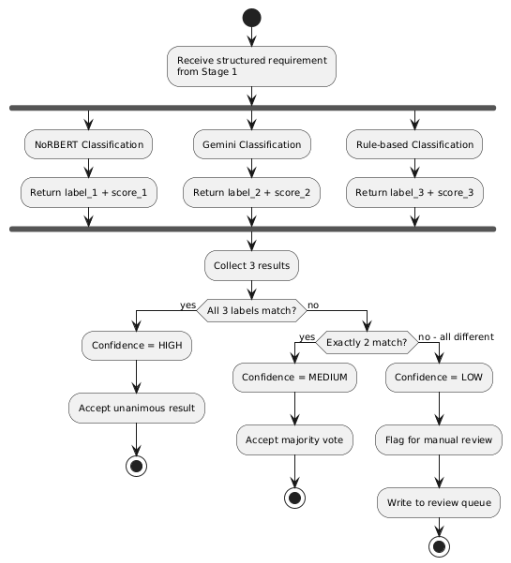 Receive structured requirement
from Stage 1
NoRBERT Classification
Gemini Classification
Rule-based Classification
Return label_1 + score_1
Return label_2 + score_2
Return label_3 + score_3
Collect 3 results
yes
All 3 labels match?
no
Confidence = HIGH
yes
Exactly 2 match?
no - all different
Confidence = MEDIUM
Confidence = LOW
Accept unanimous result
Accept majority vote
Flag for manual review
Write to review queue